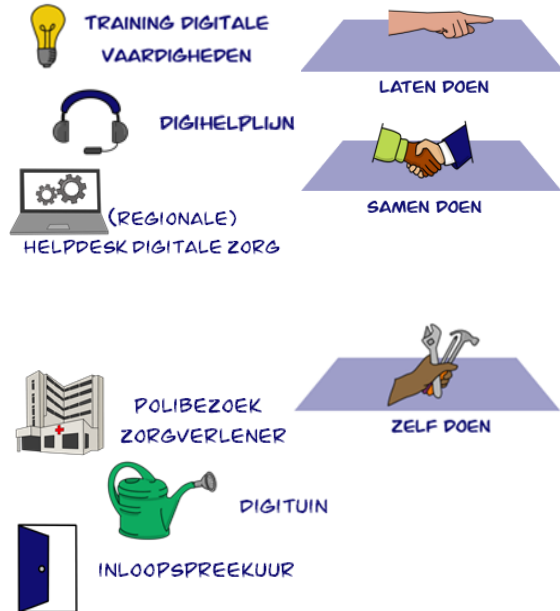 TRAINING DIGITALE
VAARDIGHEDEN
DIGIHELPLIJN
(REGIONALE)
HELPDESK DIGITALE ZORG
POLIBEZOEK
ZORGVERLENER
DIGITUIN
INLOOPSPREEKUUR
LATEN DOEN
SAMEN DOEN
ZELF DOEN